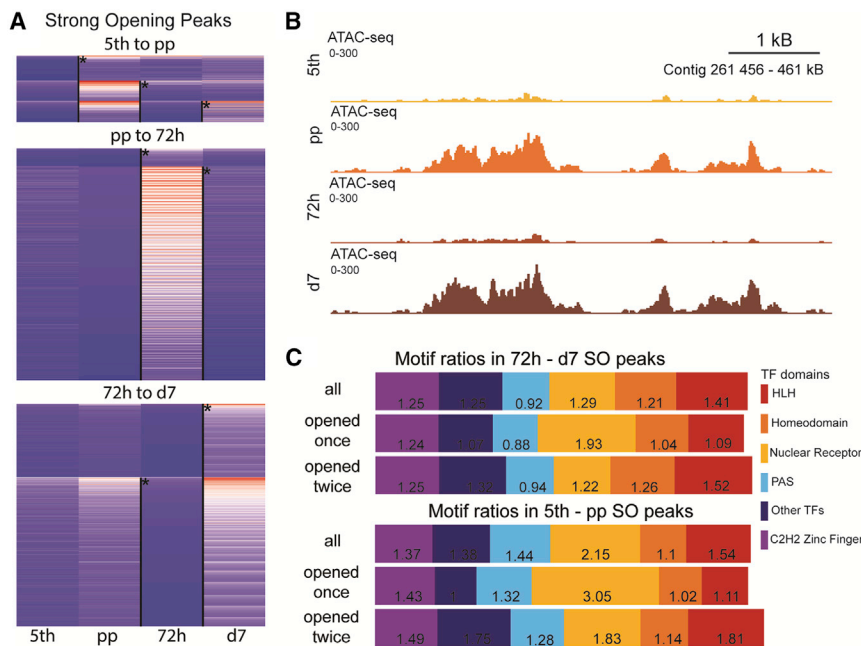 A
Strong Opening Peaks
5th to pp
*
*
*
pp to 72h
*
*
72h to d7
*
*
5th pp 72h d7
B
1 kB
Contig 261 456 - 461 kB
5th
ATAC-seq
0-300
pp
ATAC-seq
0-300
72h
ATAC-seq
0-300
d7
ATAC-seq
0-300
C
Motif ratios in 72h - d7 SO peaks
all
1.25 1.25 0.92 1.29 1.21 1.41
opened
once
1.24 1.07 0.88 1.93 1.04 1.09
opened
twice
1.25 1.32 0.94 1.22 1.26 1.52
Motif ratios in 5th - pp SO peaks
all
1.37 1.38 1.44 2.15 1.1 1.54
opened
once
1.43 1 1.32 3.05 1.02 1.11
opened
twice
1.49 1.75 1.28 1.83 1.14 1.81
TF domains
HLH
Homeodomain
Nuclear Receptor
PAS
Other TFs
C2H2 Zinc Finger